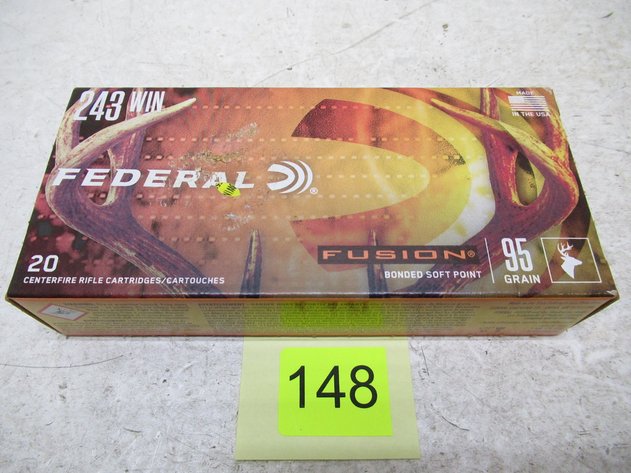 243 WIN
MADE
IN THE USA
FEDERAL®
FUSION®
20
CENTERFIRE RIFLE CARTRIDGES/CARTOUCHES
BONDED SOFT POINT
95
GRAIN
148